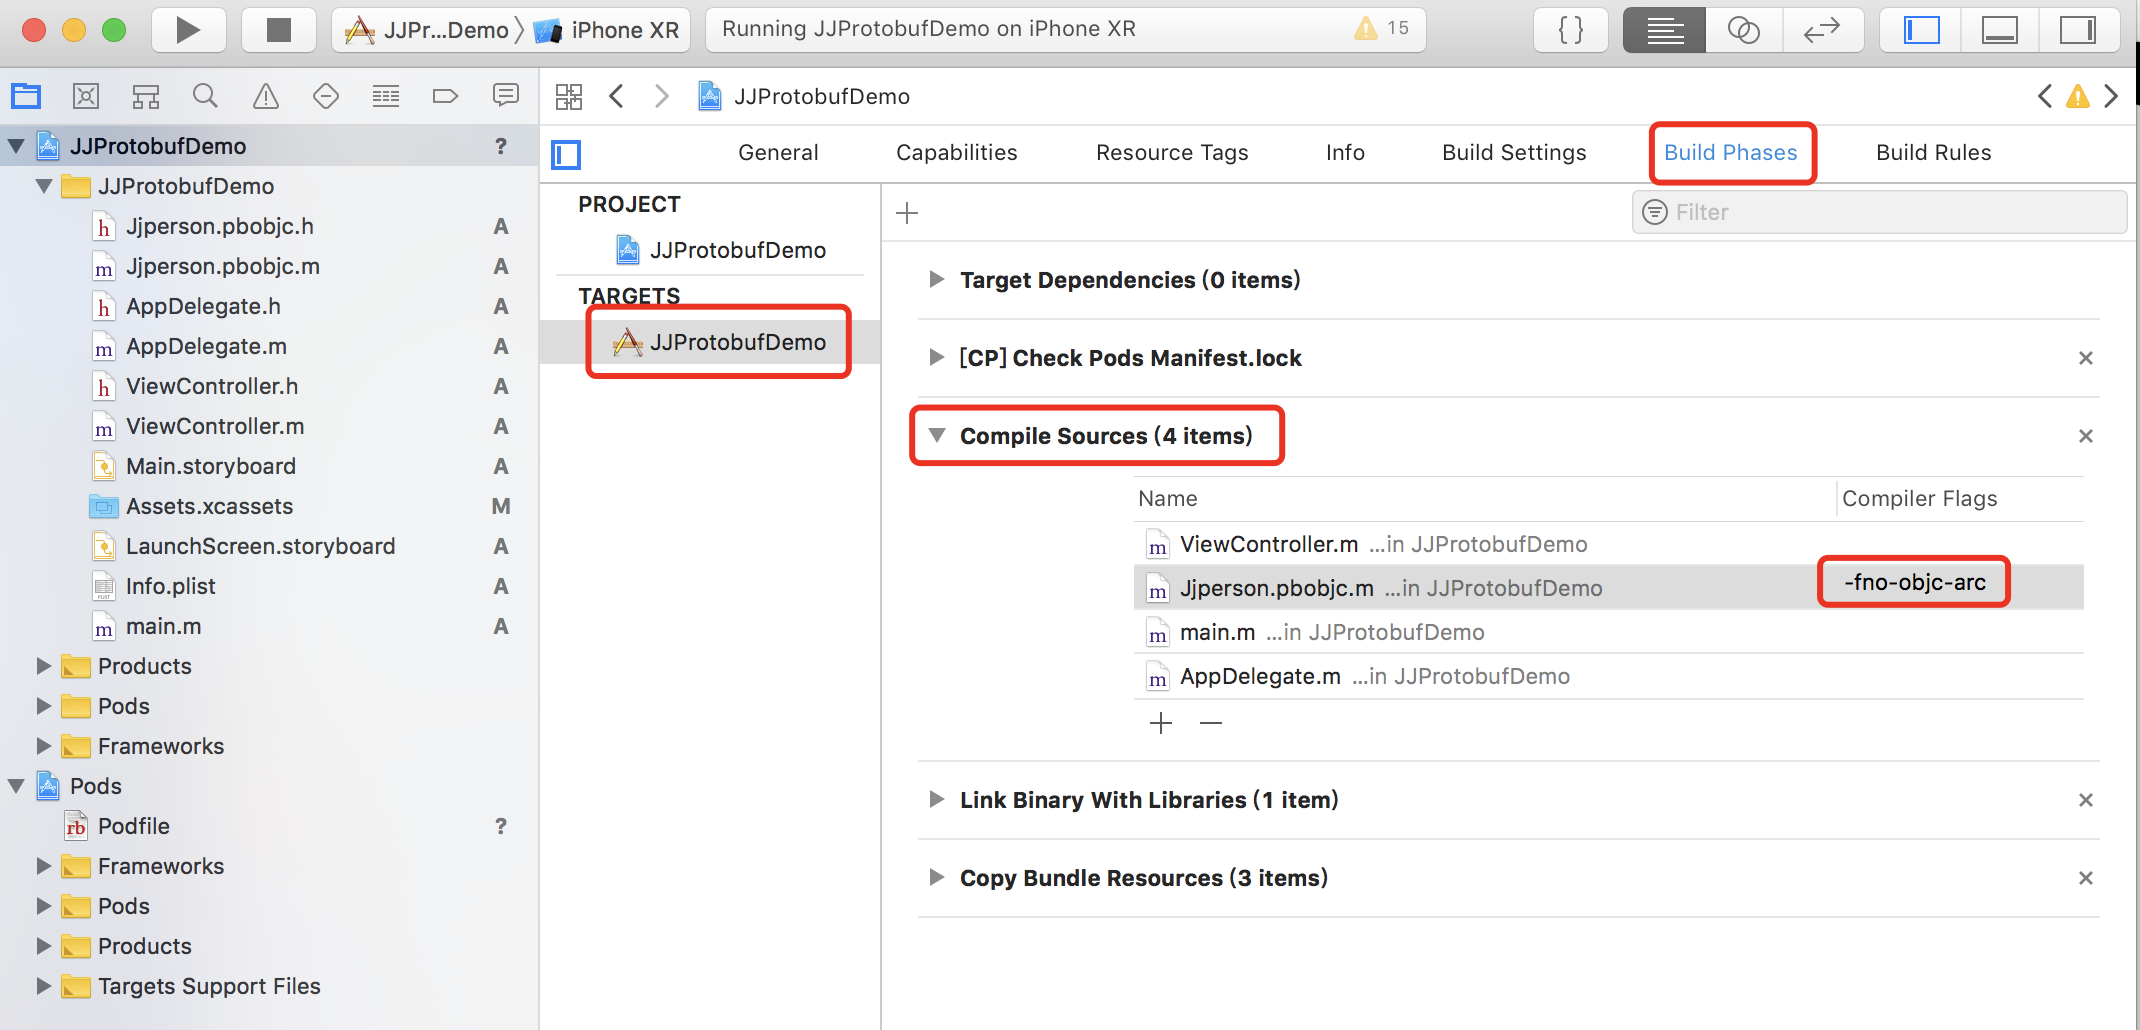 JJPr...Demo
iPhone XR
Running JJProtobufDemo on iPhone XR
15
{ }
JJProtobufDemo
JJProtobufDemo ?
JJProtobufDemo
Jjperson.pbobjc.h A
Jjperson.pbobjc.m A
AppDelegate.h A
AppDelegate.m A
ViewController.h A
ViewController.m A
Main.storyboard A
Assets.xcassets M
LaunchScreen.storyboard A
Info.plist A
main.m A
Products
Pods
Frameworks
Pods
Podfile ?
Frameworks
Pods
Products
Targets Support Files
General
Capabilities
Resource Tags
Info
Build Settings
Build Phases
Build Rules
PROJECT
JJProtobufDemo
TARGETS
JJProtobufDemo
Filter
Target Dependencies (0 items)
[CP] Check Pods Manifest.lock
Compile Sources (4 items)
Name Compiler Flags
ViewController.m ...in JJProtobufDemo
Jjperson.pbobjc.m ...in JJProtobufDemo -fno-objc-arc
main.m ...in JJProtobufDemo
AppDelegate.m ...in JJProtobufDemo
Link Binary With Libraries (1 item)
Copy Bundle Resources (3 items)